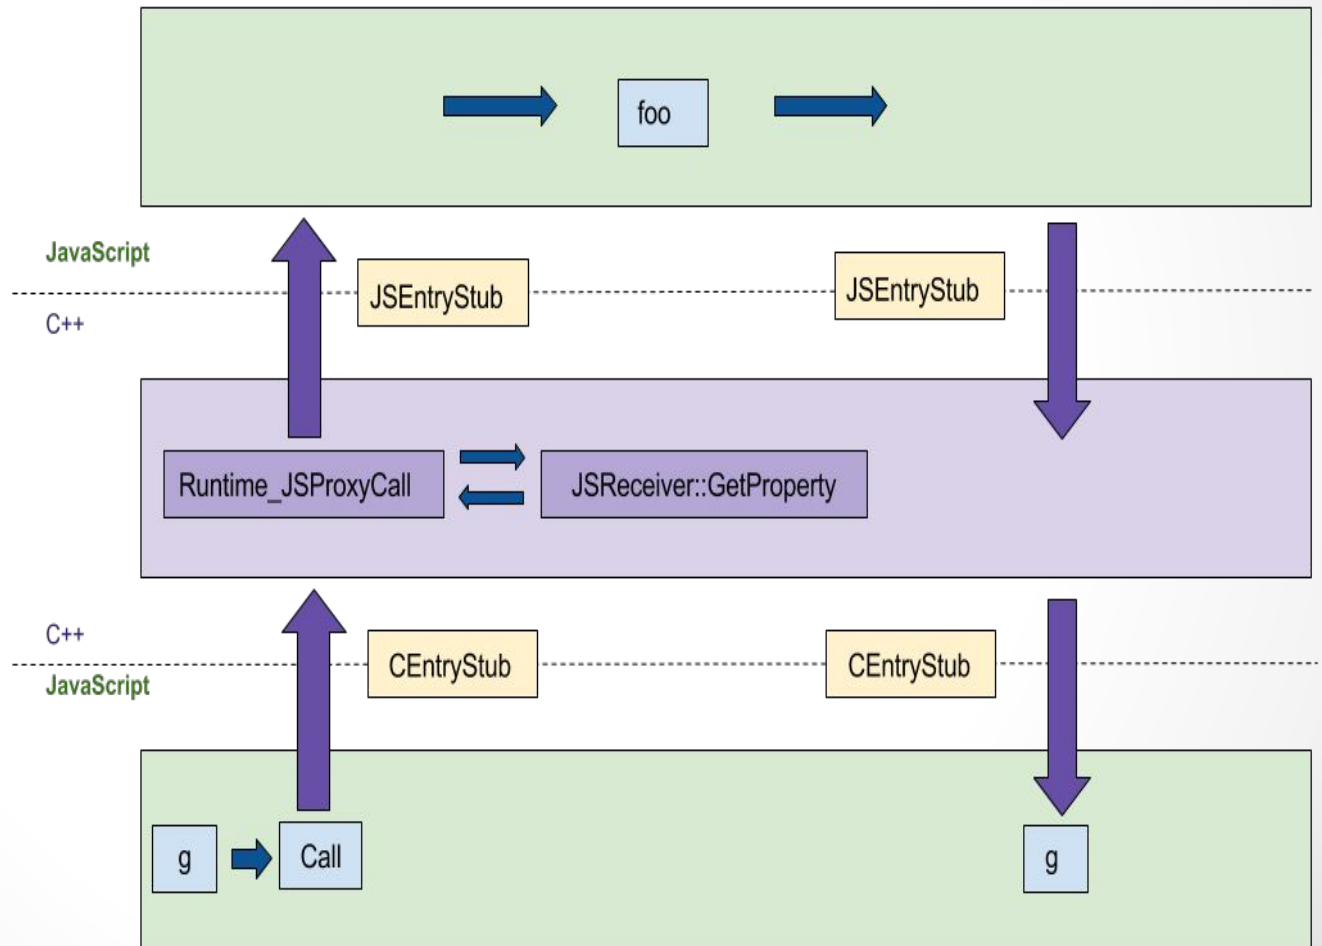 foo
JavaScript
JSEntryStub
JSEntryStub
C++
Runtime_JSProxyCall
JSReceiver::GetProperty
C++
CEntryStub
CEntryStub
JavaScript
g
Call
g